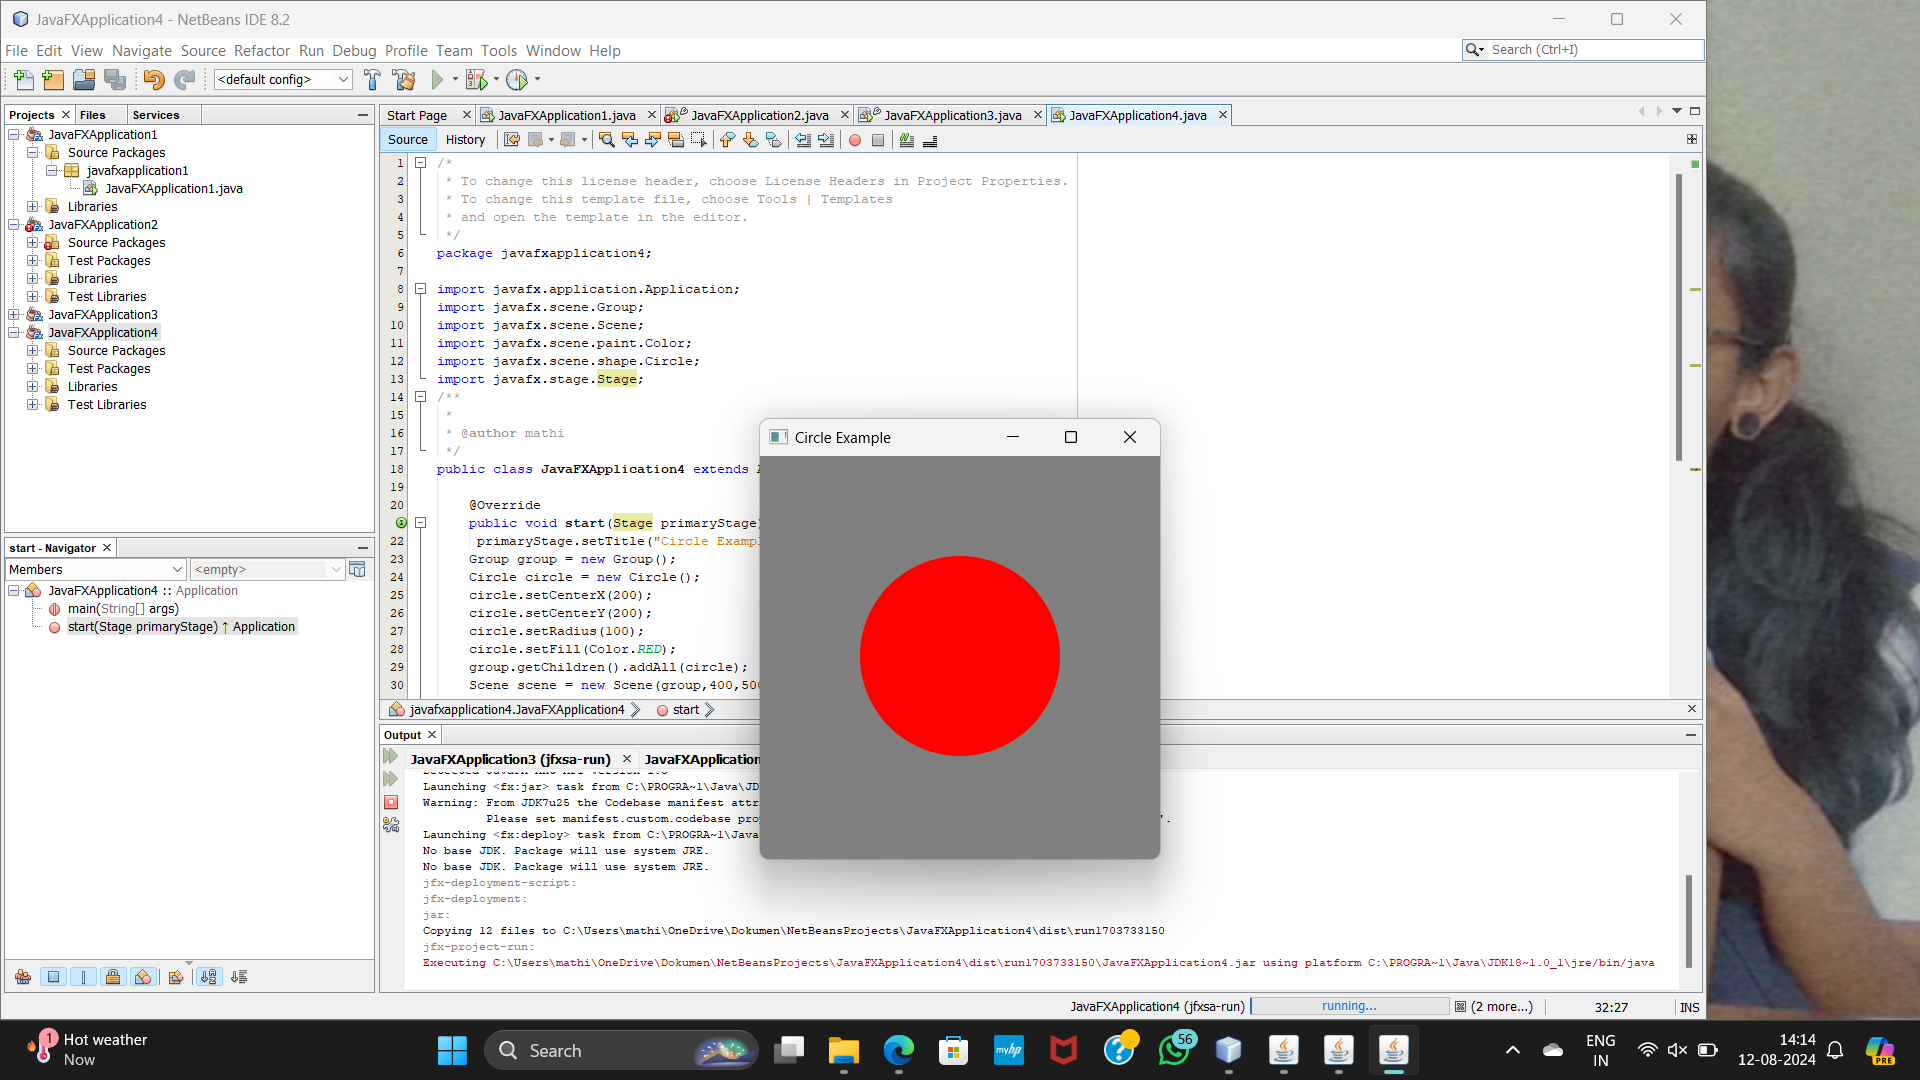 JavaFXApplication4 - NetBeans IDE 8.2
File Edit View Navigate Source Refactor Run Debug Profile Team Tools Window Help
Search (Ctrl+I)
<default config>
Projects Files Services
JavaFXApplication1
Source Packages
javafxapplication1
JavaFXApplication1.java
Libraries
JavaFXApplication2
Source Packages
Test Packages
Libraries
Test Libraries
JavaFXApplication3
JavaFXApplication4
Source Packages
Test Packages
Libraries
Test Libraries
start - Navigator
Members
<empty>
JavaFXApplication4 :: Application
main(String[] args)
start(Stage primaryStage) ↑ Application
Start Page JavaFXApplication1.java JavaFXApplication2.java JavaFXApplication3.java JavaFXApplication4.java
Source History
1 /*
2 * To change this license header, choose License Headers in Project Properties.
3 * To change this template file, choose Tools | Templates
4 * and open the template in the editor.
5 */
6 package javafxapplication4;
7
8 import javafx.application.Application;
9 import javafx.scene.Group;
10 import javafx.scene.Scene;
11 import javafx.scene.paint.Color;
12 import javafx.scene.shape.Circle;
13 import javafx.stage.Stage;
14 /**
15 *
16 * @author mathi
17 */
18 public class JavaFXApplication4 extends
19
20 @Override
public void start(Stage primaryStage)
22 primaryStage.setTitle("Circle Exampl
23 Group group = new Group();
24 Circle circle = new Circle();
25 circle.setCenterX(200);
26 circle.setCenterY(200);
27 circle.setRadius(100);
28 circle.setFill(Color.RED);
29 group.getChildren().addAll(circle);
30 Scene scene = new Scene(group,400,500
javafxapplication4.JavaFXApplication4 start
Circle Example
Output
JavaFXApplication3 (jfxsa-run) JavaFXApplication
Launching <fx:jar> task from C:\PROGRA~1\Java\JD
Warning: From JDK7u25 the Codebase manifest attr
Please set manifest.custom.codebase pro
Launching <fx:deploy> task from C:\PROGRA~1\Java
No base JDK. Package will use system JRE.
No base JDK. Package will use system JRE.
jfx-deployment-script:
jfx-deployment:
jar:
Copying 12 files to C:\Users\mathi\OneDrive\Dokumen\NetBeansProjects\JavaFXApplication4\dist\run1703733150
jfx-project-run:
Executing C:\Users\mathi\OneDrive\Dokumen\NetBeansProjects\JavaFXApplication4\dist\run1703733150\JavaFXApplication4.jar using platform C:\PROGRA~1\Java\JDK18~1.0_1\jre/bin/java
JavaFXApplication4 (jfxsa-run) running... (2 more...) 32:27 INS
1
Hot weather
Now
Search
myhp
56
ENG
IN
14:14
12-08-2024
PRE